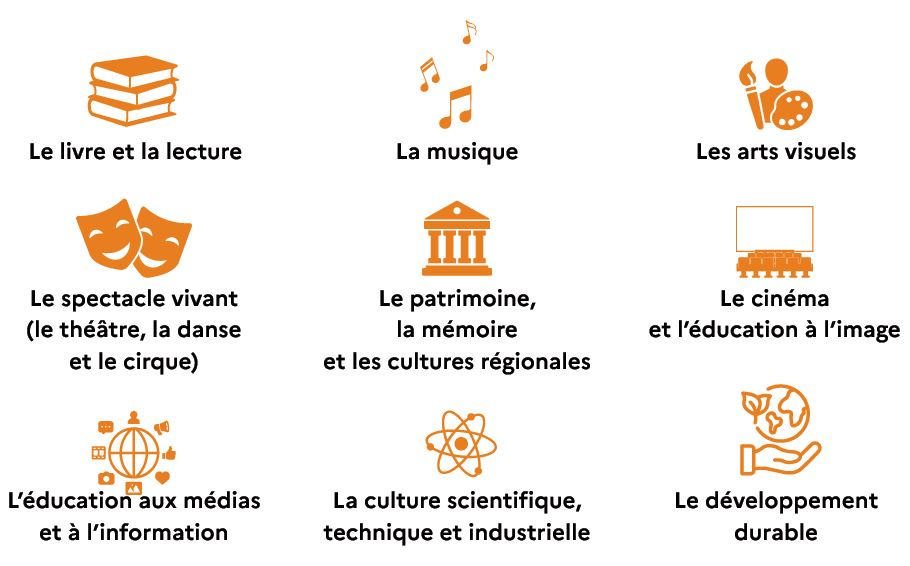 Le livre et la lecture
La musique
Les arts visuels
Le spectacle vivant
(le théâtre, la danse
et le cirque)
Le patrimoine,
la mémoire
et les cultures régionales
Le cinéma
et l’éducation à l’image
L’éducation aux médias
et à l’information
La culture scientifique,
technique et industrielle
Le développement
durable